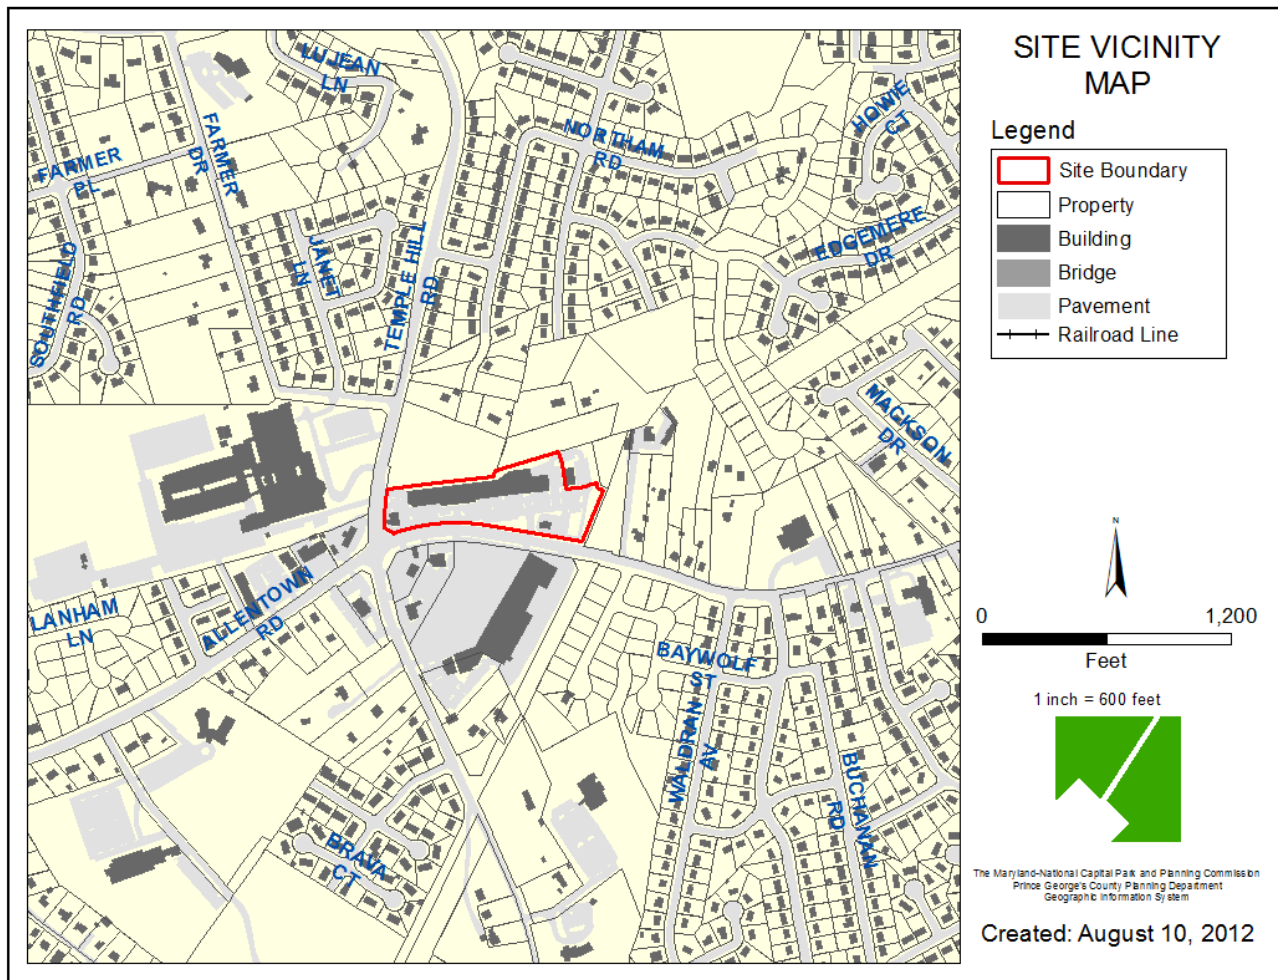 LUJEAN
LN
FARMER
PL
FARMER
DR
NORTHAM
RD
HOWIE
CT
SOUTHFIELD
RD
JANET
LN
TEMPLE HILL
RD
EDGEMERE
DR
MACKSON
DR
LANHAM
LN
ALLENTOWN
RD
BAYWOLF
ST
WALDRAN
AV
BUCHANAN
RD
BRAVA
CT
SITE VICINITY
MAP
Legend
Site Boundary
Property
Building
Bridge
Pavement
Railroad Line
N
0 1,200
Feet
1 inch = 600 feet
The Maryland-National Capital Park and Planning Commission
Prince George's County Planning Department
Geographic Information System
Created: August 10, 2012